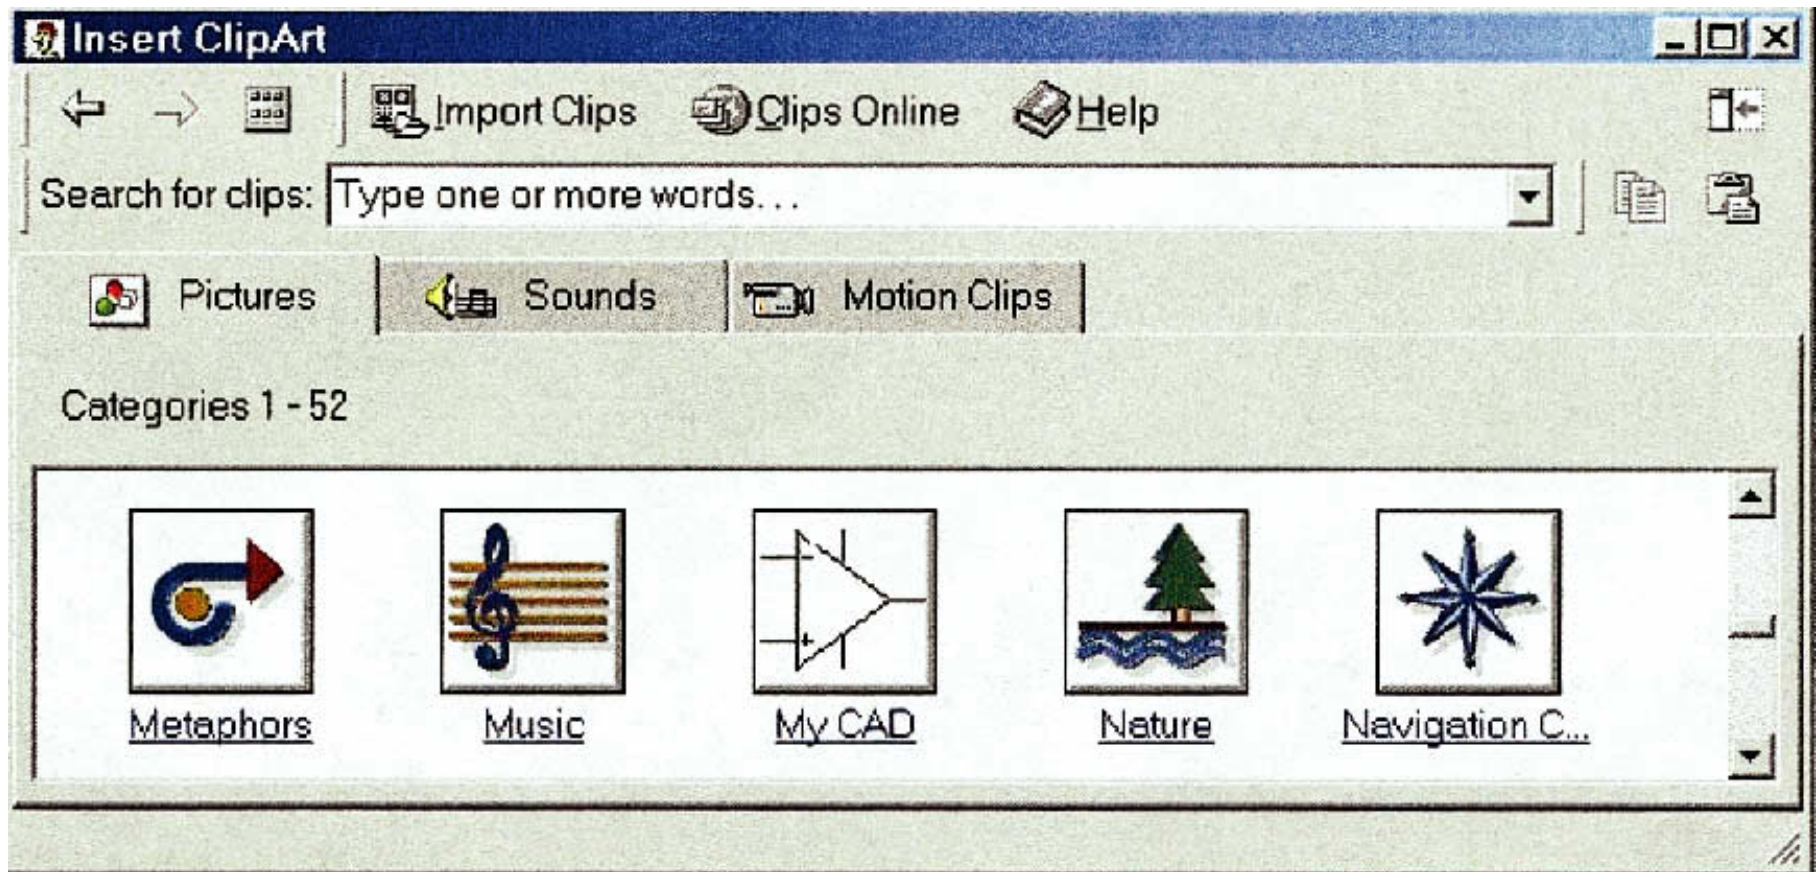 Insert ClipArt
Import Clips Clips Online Help
Search for clips: Type one or more words...
Pictures Sounds Motion Clips
Categories 1 - 52
Metaphors Music My CAD Nature Navigation C...